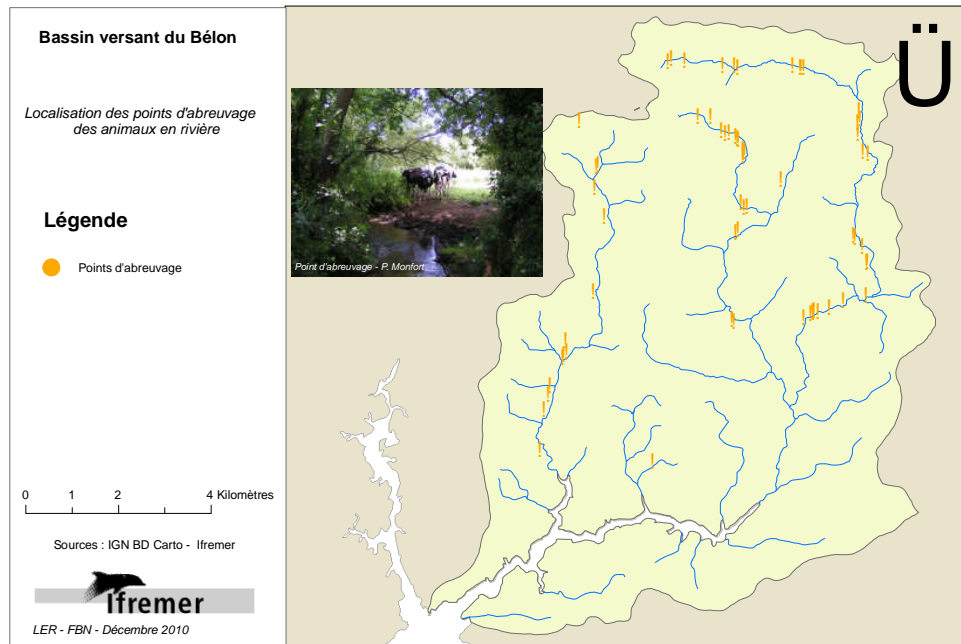 Bassin versant du Bélon
Localisation des points d'abreuvage
des animaux en rivière
Légende
Points d'abreuvage
Point d'abreuvage - P. Monfort
0 1 2 4 Kilomètres
Sources : IGN BD Carto - Ifremer
Ifremer
LER - FBN - Décembre 2010
Ü